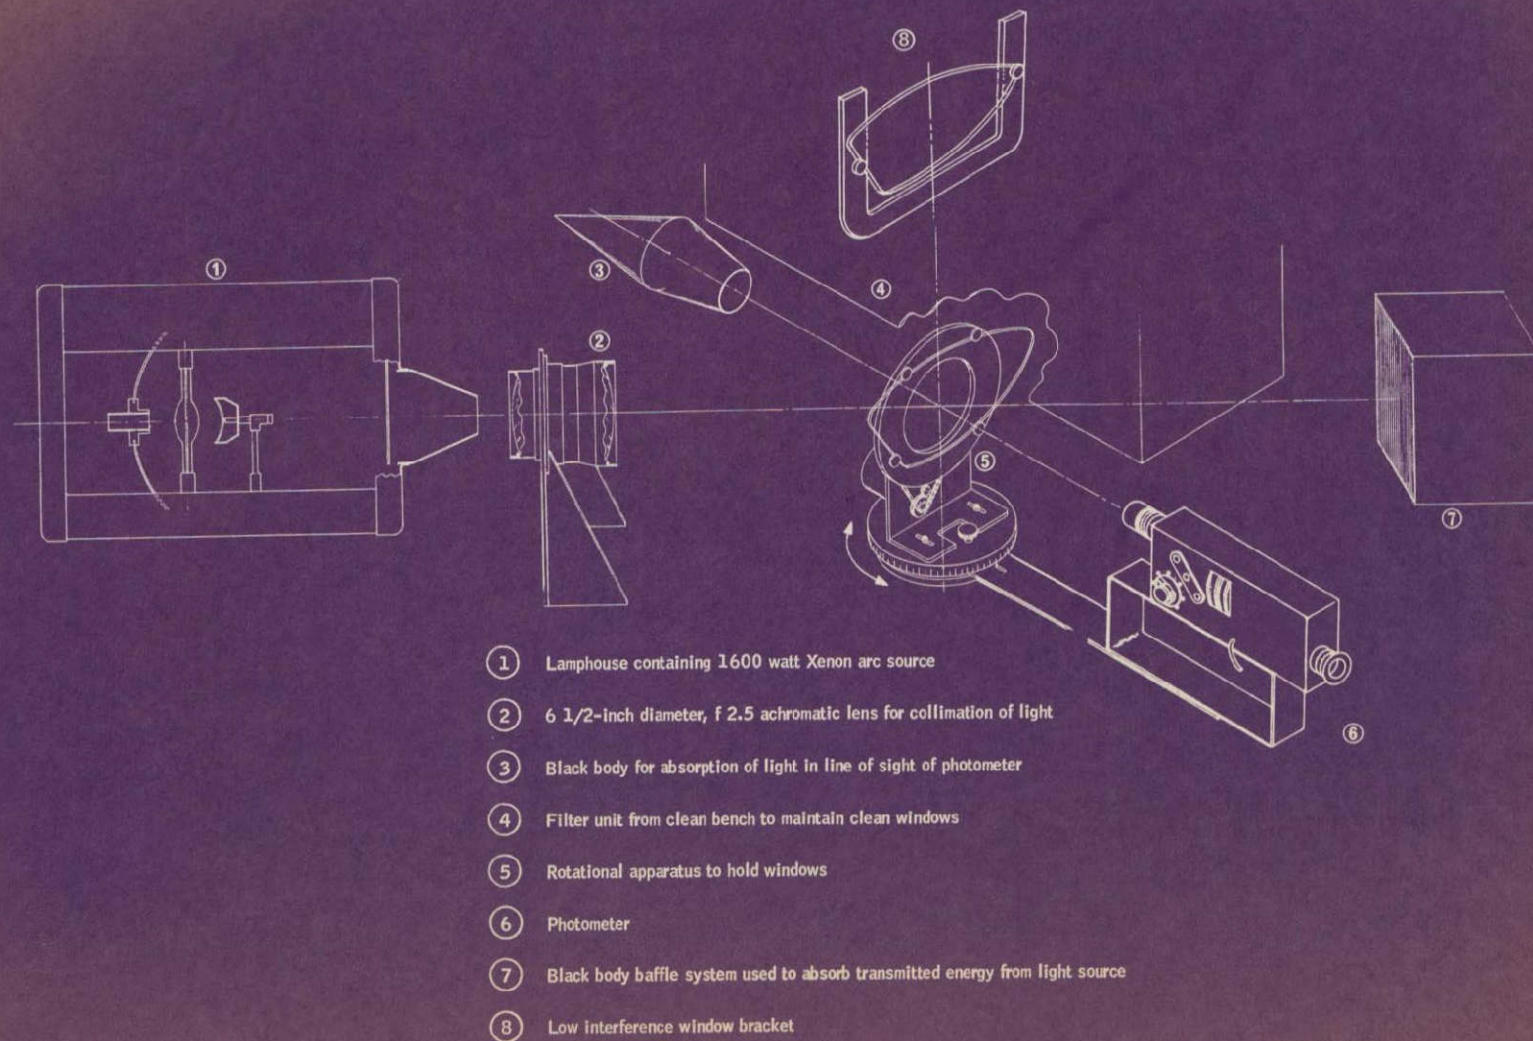 ⑧
③
④
①
②
⑤
⑦
⑥
① Lamphouse containing 1600 watt Xenon arc source
② 6 1/2-inch diameter, f 2.5 achromatic lens for collimation of light
③ Black body for absorption of light in line of sight of photometer
④ Filter unit from clean bench to maintain clean windows
⑤ Rotational apparatus to hold windows
⑥ Photometer
⑦ Black body baffle system used to absorb transmitted energy from light source
⑧ Low interference window bracket